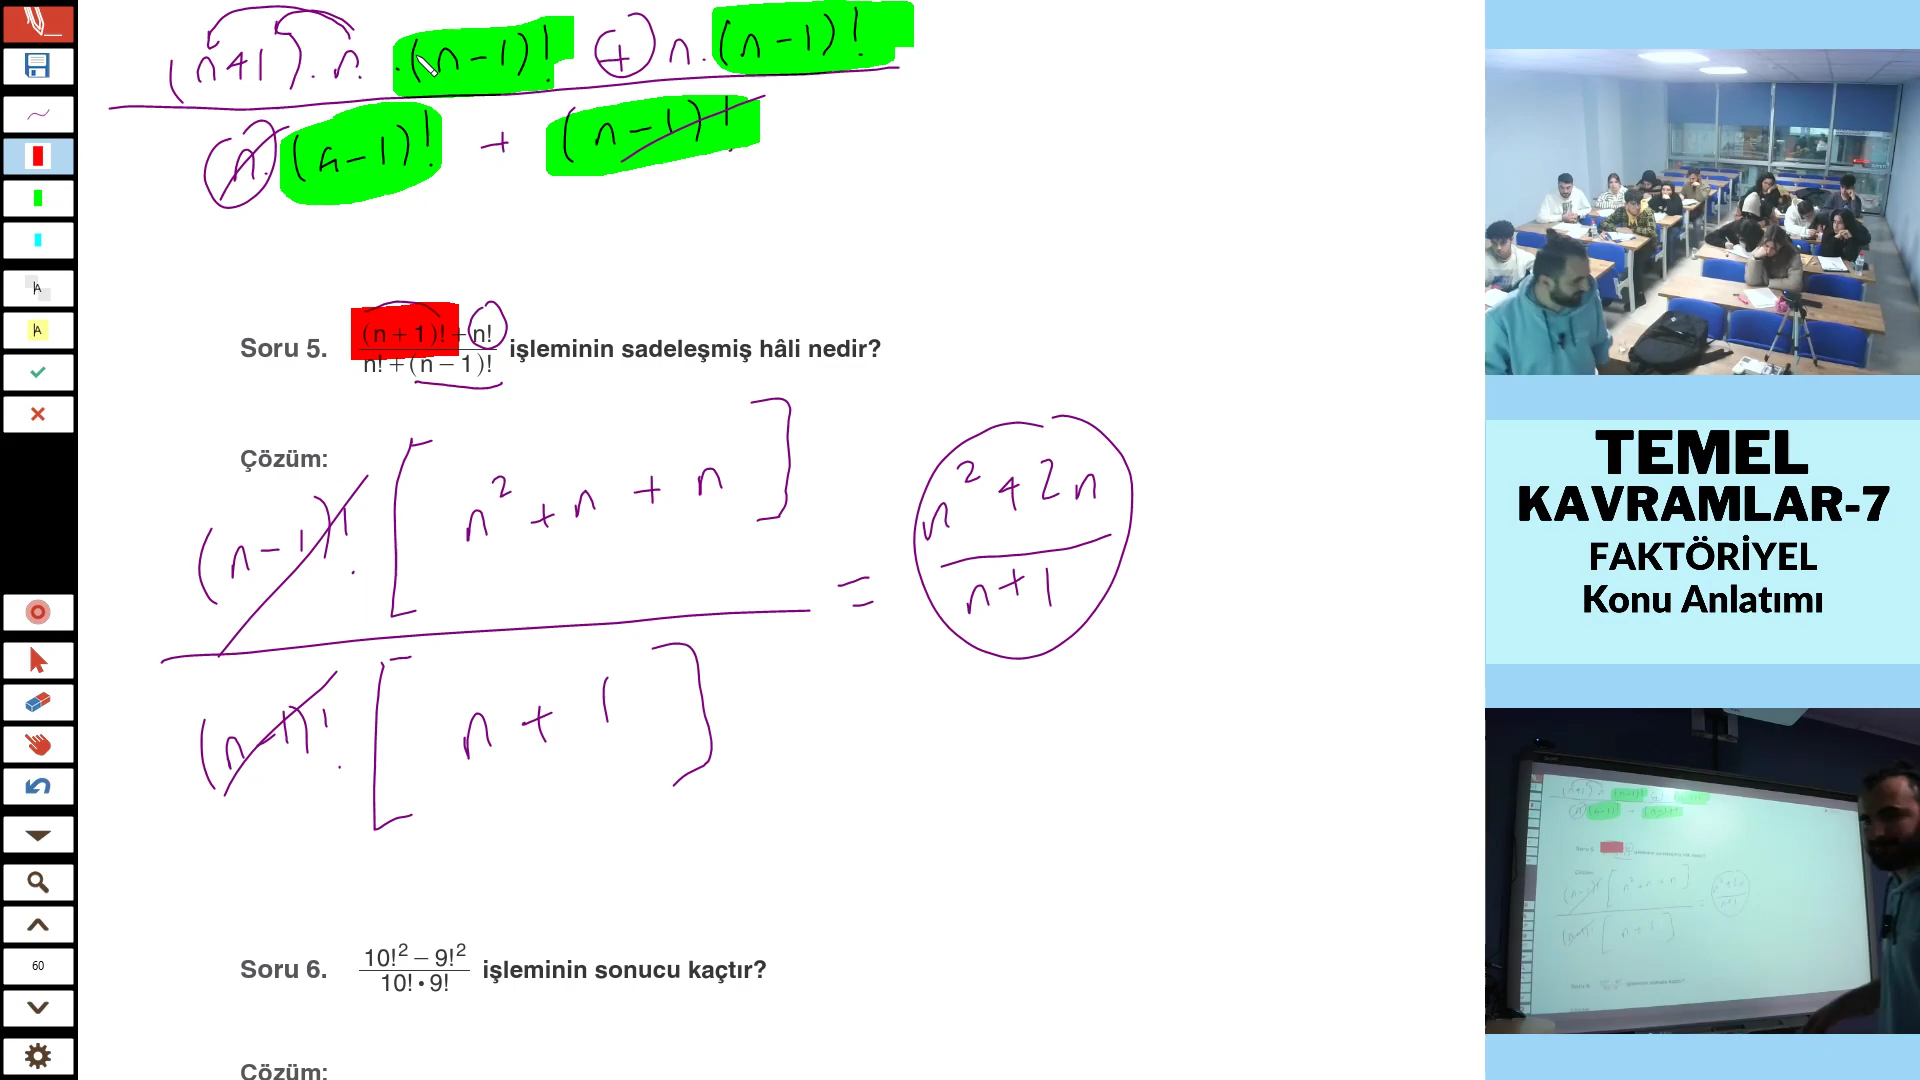 (n+1).n.(n-1)! + n.(n-1)!
n.(n-1)! + (n-1)!
Soru 5. (n + 1)! + n! / n! + (n − 1)! işleminin sadeleşmiş hâli nedir?
Çözüm:
(n-1)!.[n² + n + n]
(n-1)!.[n + 1]
= n² + 2n / n + 1
Soru 6. 10!² − 9!² / 10! • 9! işleminin sonucu kaçtır?
Çözüm:
60
TEMEL
KAVRAMLAR-7
FAKTÖRİYEL
Konu Anlatımı